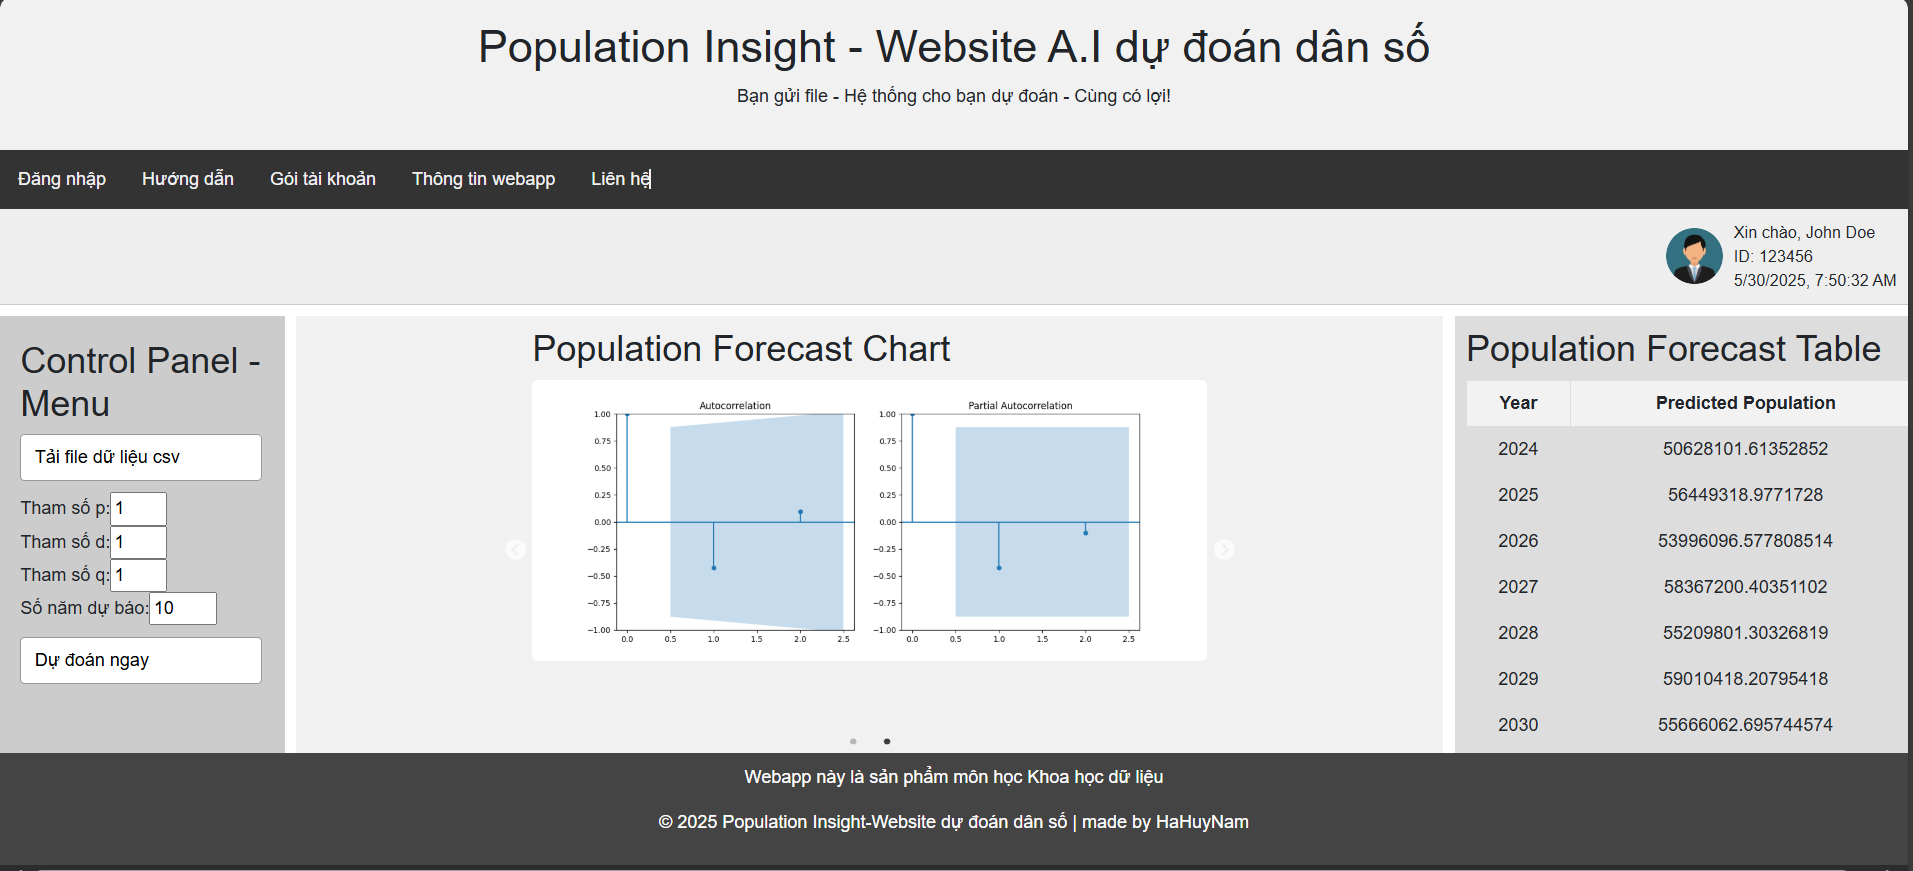 Population Insight - Website A.I dự đoán dân số
Bạn gửi file - Hệ thống cho bạn dự đoán - Cùng có lợi!
Đăng nhập Hướng dẫn Gói tài khoản Thông tin webapp Liên hệ
Xin chào, John Doe
ID: 123456
5/30/2025, 7:50:32 AM
Control Panel -
Menu
Tải file dữ liệu csv
Tham số p: 1
Tham số d: 1
Tham số q: 1
Số năm dự báo: 10
Dự đoán ngay
Population Forecast Chart
Autocorrelation
1.00
0.75
0.50
0.25
0.00
−0.25
−0.50
−0.75
−1.00
0.0 0.5 1.0 1.5 2.0 2.5
Partial Autocorrelation
1.00
0.75
0.50
0.25
0.00
−0.25
−0.50
−0.75
−1.00
0.0 0.5 1.0 1.5 2.0 2.5
Population Forecast Table
Year Predicted Population
2024 50628101.61352852
2025 56449318.9771728
2026 53996096.577808514
2027 58367200.40351102
2028 55209801.30326819
2029 59010418.20795418
2030 55666062.695744574
Webapp này là sản phẩm môn học Khoa học dữ liệu
© 2025 Population Insight-Website dự đoán dân số | made by HaHuyNam